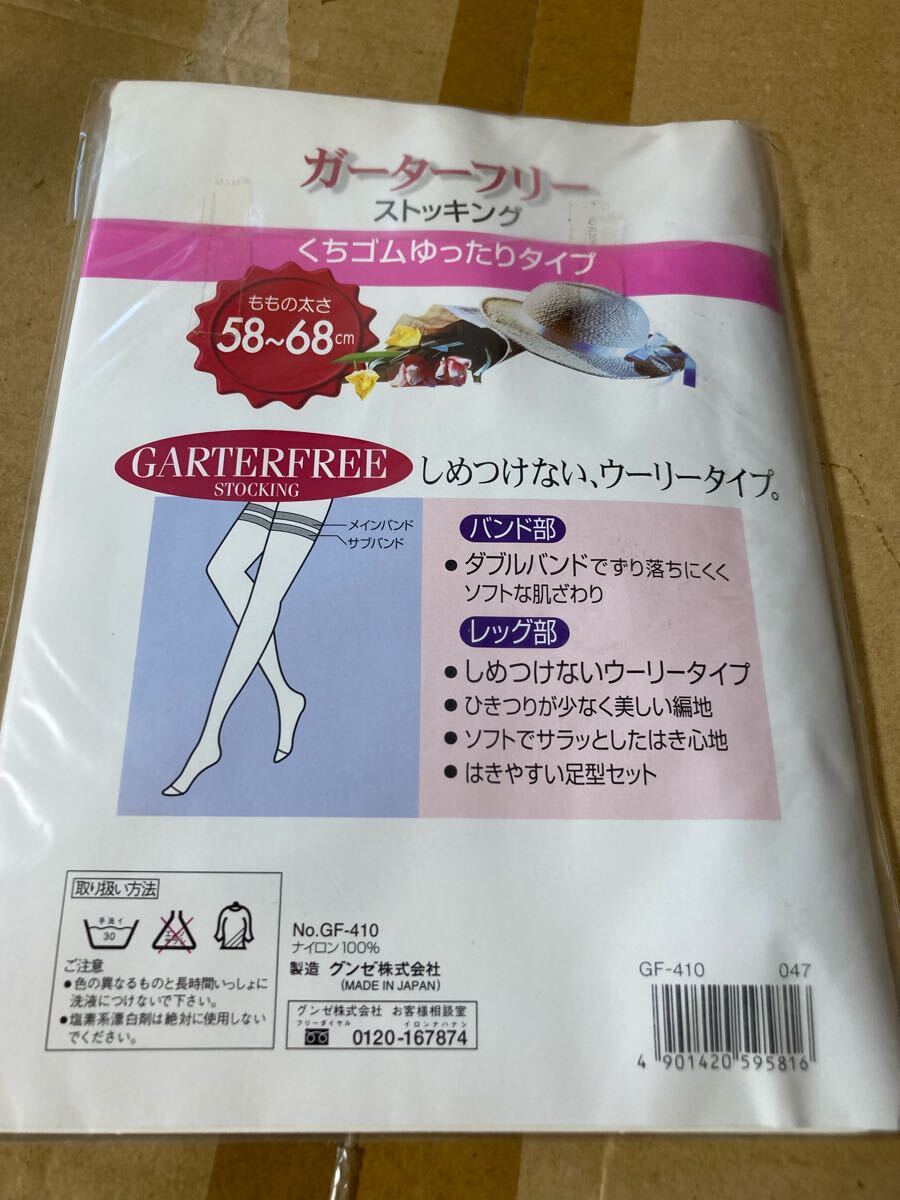 ガーターフリー
ストッキング
くちゴムゆったりタイプ
ももの太さ
58~68cm
GARTERFREE
STOCKING
しめつけない、ウーリータイプ。
メインバンド
サブバンド
バンド部
●ダブルバンドでずり落ちにくく
ソフトな肌ざわり
レッグ部
●しめつけないウーリータイプ
●ひきつりが少なく美しい編地
●ソフトでサラッとしたはき心地
●はきやすい足型セット
取り扱い方法
手洗イ
30
ご注意
●色の異なるものと長時間いっしょに
洗液につけないで下さい。
●塩素系漂白剤は絶対に使用しない
でください。
No.GF-410
ナイロン100%
製造 グンゼ株式会社
(MADE IN JAPAN)
グンゼ株式会社 お客様相談室
フリーダイヤル イロンナハナシ
0120-167874
GF-410 047
4 901420 595816